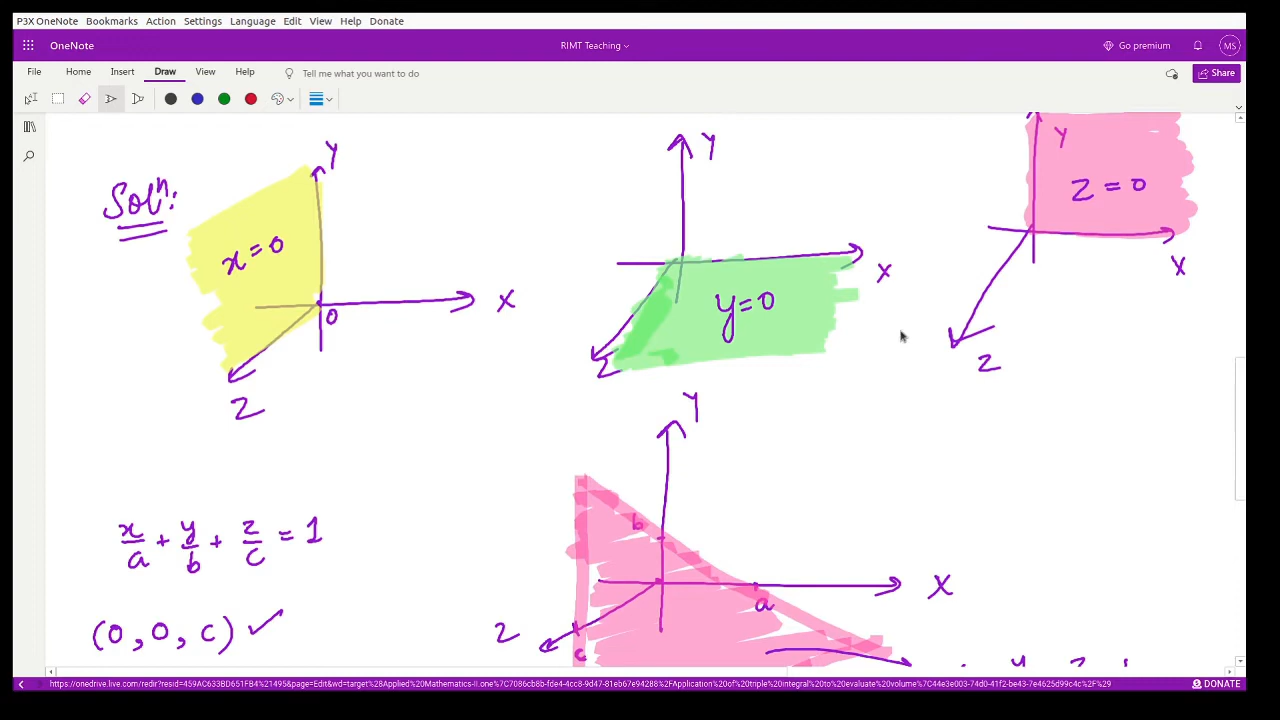 P3X OneNote Bookmarks Action Settings Language Edit View Help Donate
OneNote
RIMT Teaching
Go premium
MS
File Home Insert Draw View Help
Tell me what you want to do
Share
Solⁿ:
Y
x=0
0
X
Z
Y
X
y=0
Z
Y
Z=0
X
Z
x/a + y/b + z/c = 1
(0, 0, c) ✓
Y
b
X
a
Z
c
DONATE